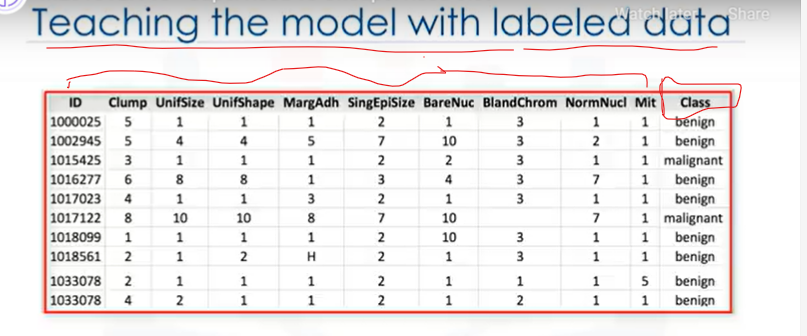 Watch later Share
Teaching the model with labeled data
ID Clump UnifSize UnifShape MargAdh SingEpiSize BareNuc BlandChrom NormNucl Mit Class
1000025 5 1 1 1 2 1 3 1 1 benign
1002945 5 4 4 5 7 10 3 2 1 benign
1015425 3 1 1 1 2 2 3 1 1 malignant
1016277 6 8 8 1 3 4 3 7 1 benign
1017023 4 1 1 3 2 1 3 1 1 benign
1017122 8 10 10 8 7 10 7 1 malignant
1018099 1 1 1 1 2 10 3 1 1 benign
1018561 2 1 2 H 2 1 3 1 1 benign
1033078 2 1 1 1 2 1 1 1 5 benign
1033078 4 2 1 1 2 1 2 1 1 benign